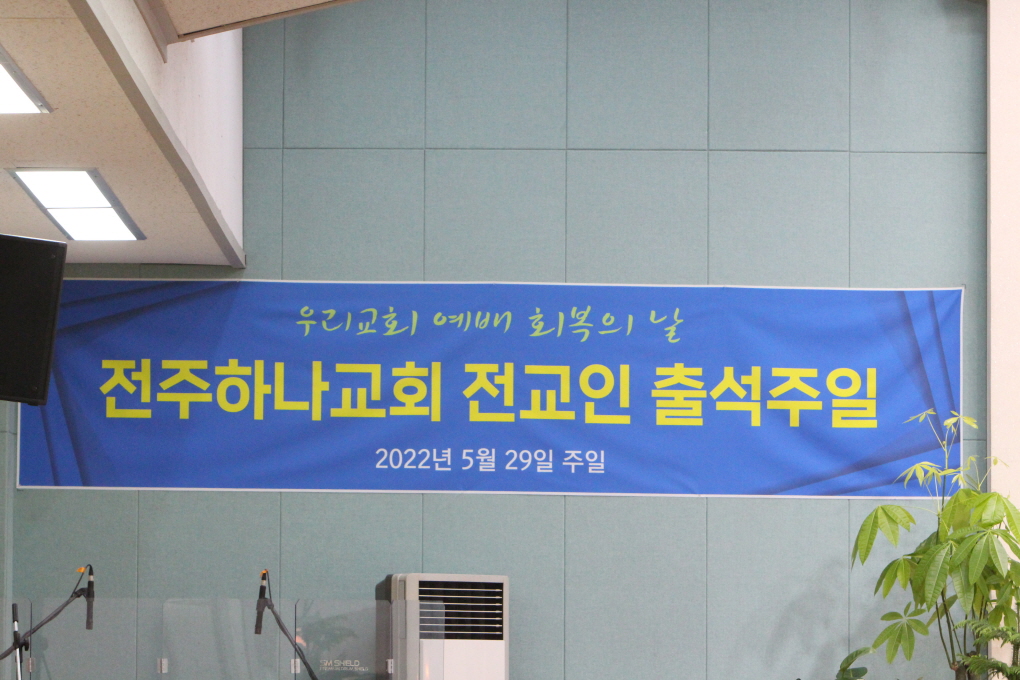 우리교회 예배 회복의 날
전주하나교회 전교인 출석주일
2022년 5월 29일 주일
SHIELD